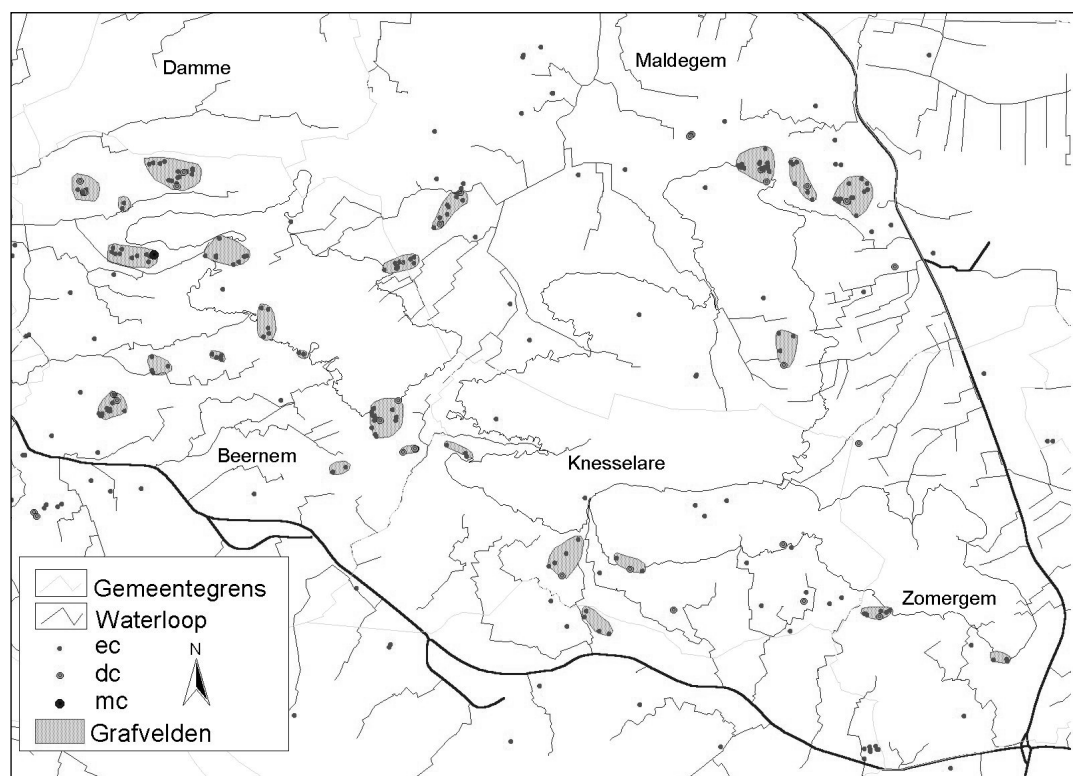 Damme
Maldegem
Beernem
Knesselare
Zomergem
Gemeentegrens
Waterloop
ec
dc
mc
Grafvelden
N